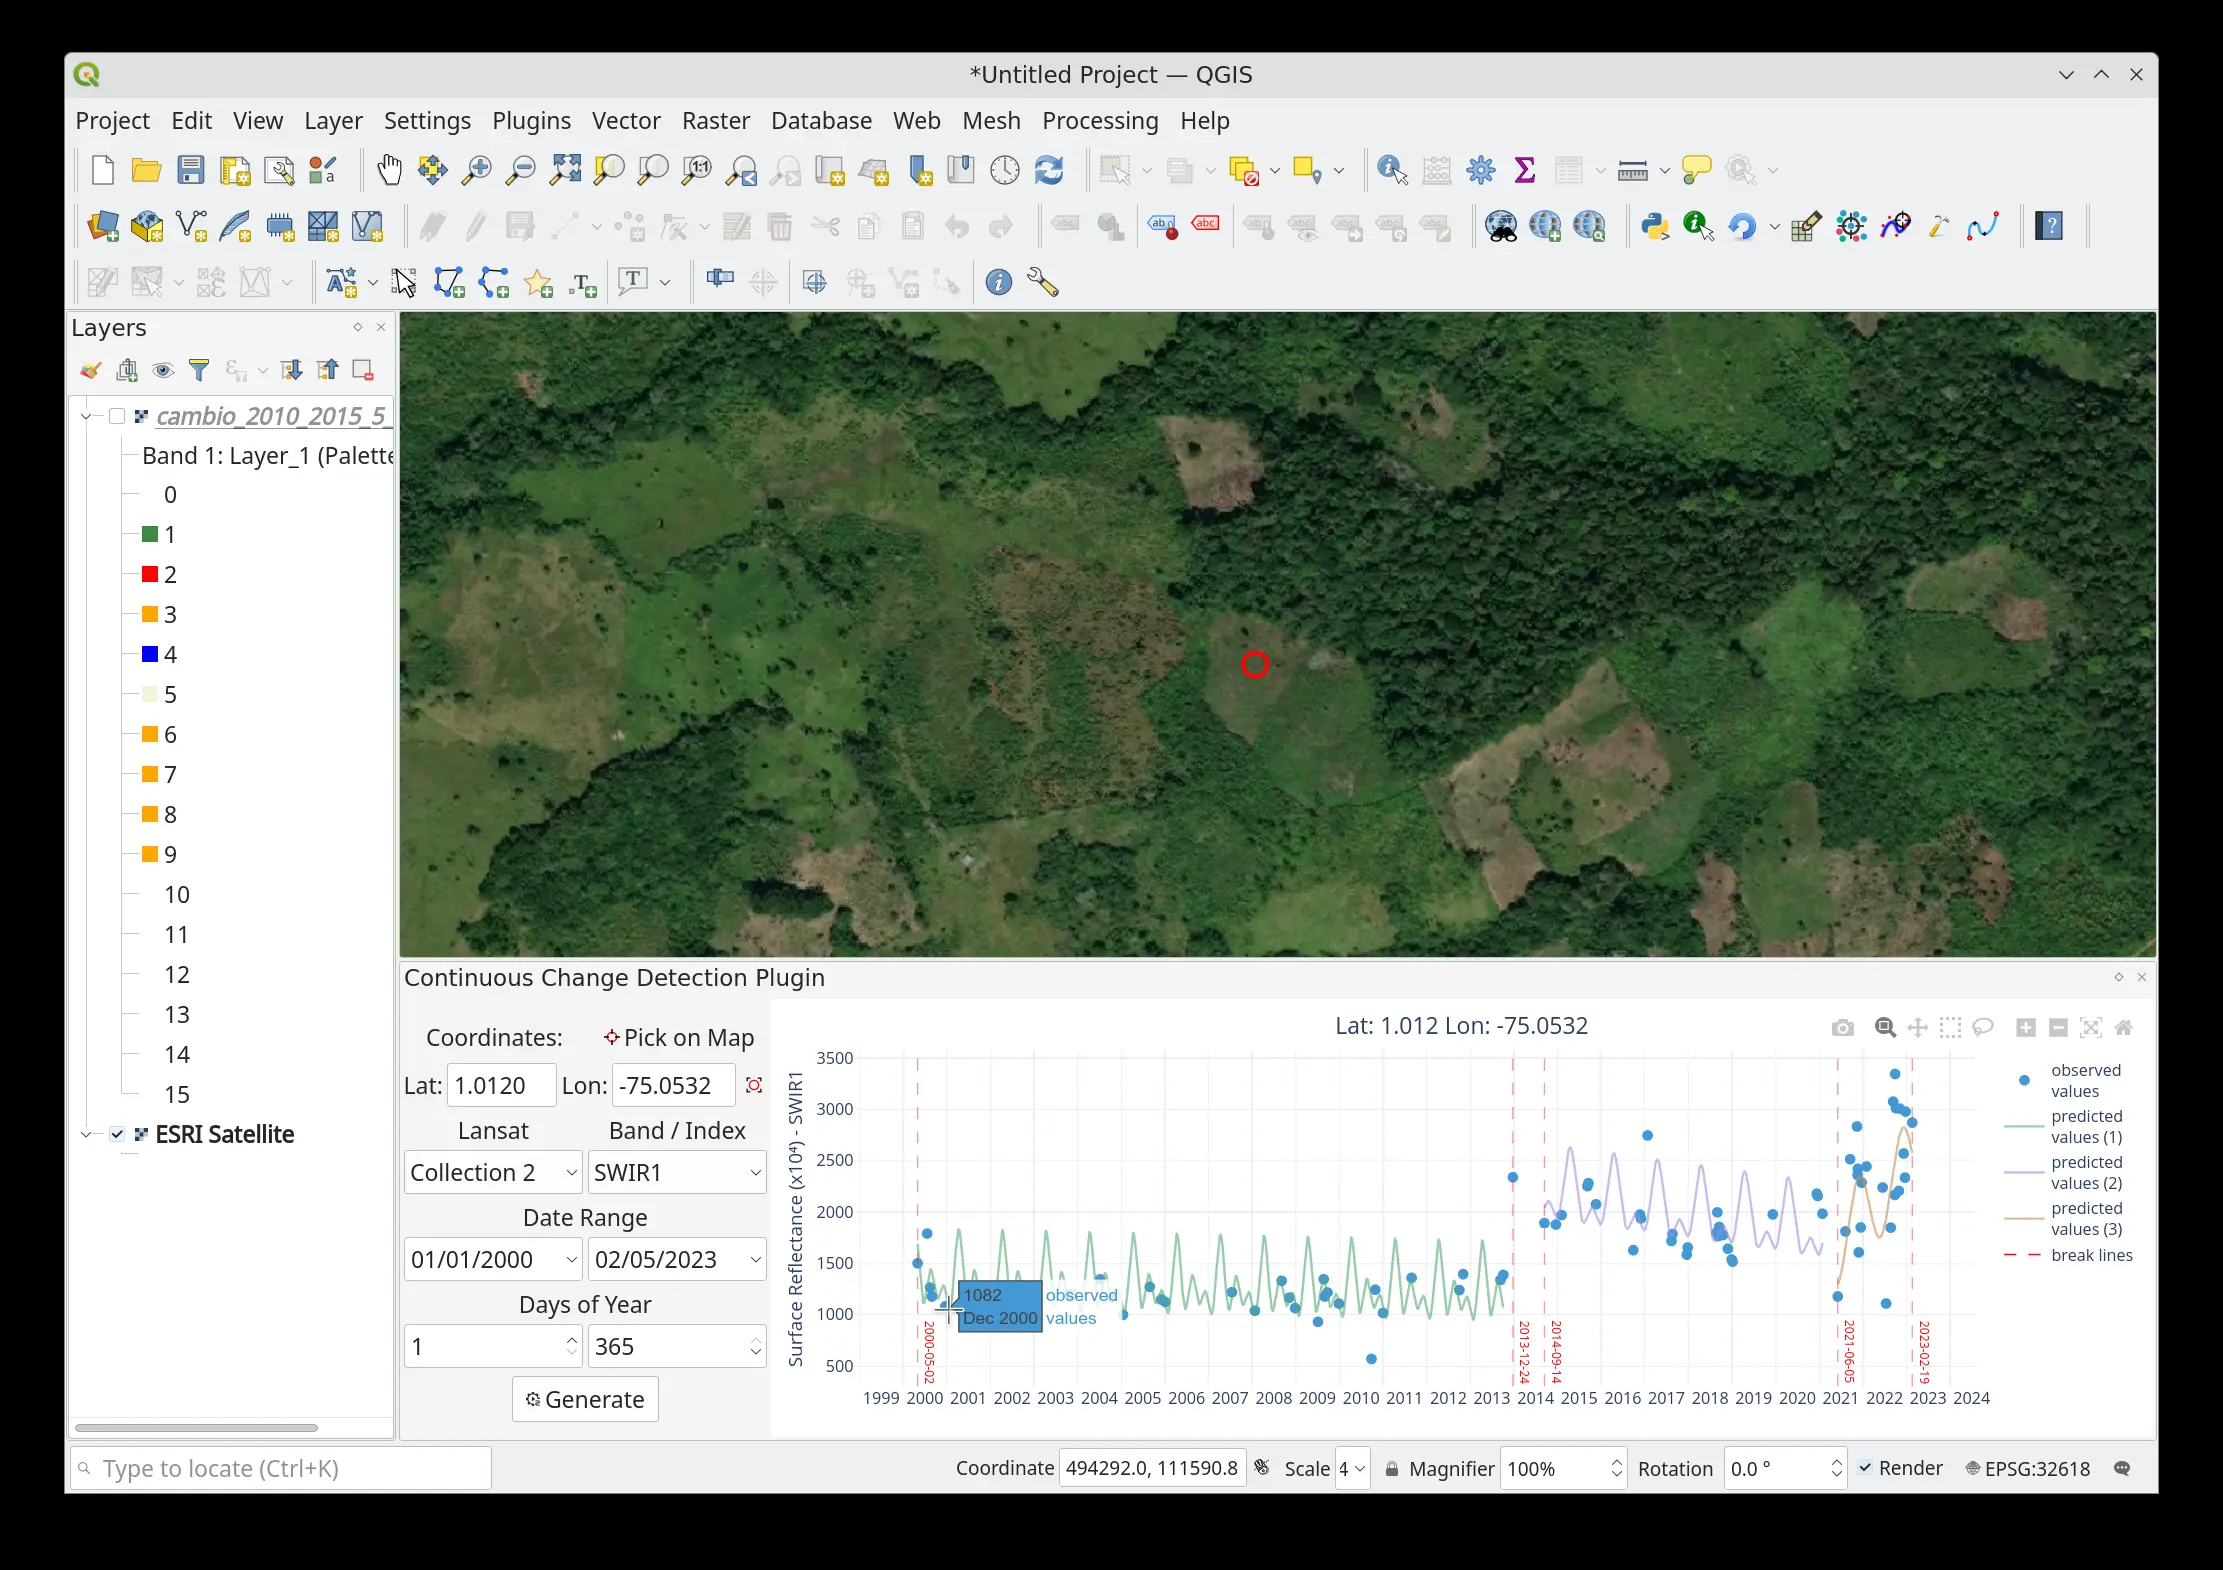 *Untitled Project — QGIS
Project Edit View Layer Settings Plugins Vector Raster Database Web Mesh Processing Help
Layers
cambio_2010_2015_5_
Band 1: Layer_1 (Palette
0
1
2
3
4
5
6
7
8
9
10
11
12
13
14
15
ESRI Satellite
Continuous Change Detection Plugin
Coordinates: Pick on Map
Lat: 1.0120 Lon: -75.0532
Lansat Band / Index
Collection 2 SWIR1
Date Range
01/01/2000 02/05/2023
Days of Year
1 365
Generate
Lat: 1.012 Lon: -75.0532
Surface Reflectance (x10⁴) - SWIR1
3500
3000
2500
2000
1500
1000
500
1082
Dec 2000
observed
values
2000-05-02
2013-12-24
2014-09-14
2021-06-05
2023-02-19
1999 2000 2001 2002 2003 2004 2005 2006 2007 2008 2009 2010 2011 2012 2013 2014 2015 2016 2017 2018 2019 2020 2021 2022 2023 2024
observed
values
predicted
values (1)
predicted
values (2)
predicted
values (3)
break lines
Type to locate (Ctrl+K)
Coordinate 494292.0, 111590.8 Scale 4 Magnifier 100% Rotation 0.0 ° Render EPSG:32618